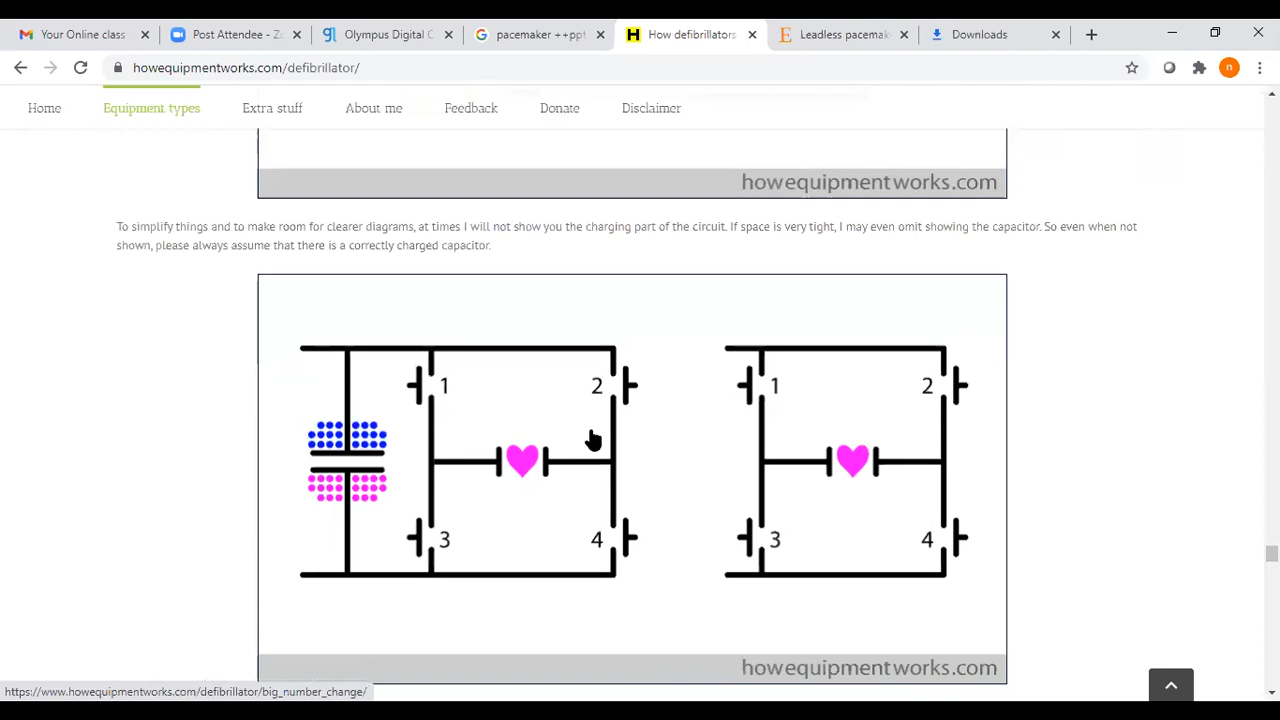 Your Online class
Post Attendee - Zo
Olympus Digital C
pacemaker ++ppt
How defibrillators
Leadless pacemak
Downloads
howequipmentworks.com/defibrillator/
n
Home
Equipment types
Extra stuff
About me
Feedback
Donate
Disclaimer
howequipmentworks.com
To simplify things and to make room for clearer diagrams, at times I will not show you the charging part of the circuit. If space is very tight, I may even omit showing the capacitor. So even when not
shown, please always assume that there is a correctly charged capacitor.
1 2 1 2
3 4 3 4
howequipmentworks.com
https://www.howequipmentworks.com/defibrillator/big_number_change/